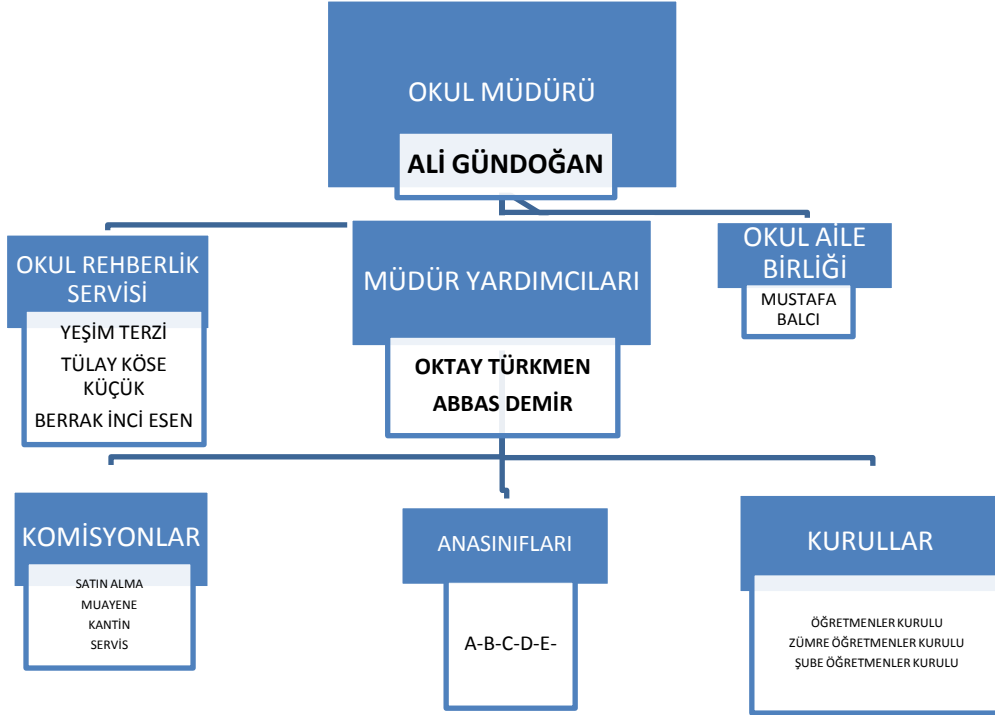 OKUL MÜDÜRÜ
ALİ GÜNDOĞAN
OKUL REHBERLİK
SERVİSİ
YEŞİM TERZİ
TÜLAY KÖSE
KÜÇÜK
BERRAK İNCİ ESEN
MÜDÜR YARDIMCILARI
OKTAY TÜRKMEN
ABBAS DEMİR
OKUL AİLE
BİRLİĞİ
MUSTAFA
BALCI
KOMİSYONLAR
SATIN ALMA
MUAYENE
KANTİN
SERVİS
ANASINIFLARI
A-B-C-D-E-
KURULLAR
ÖĞRETMENLER KURULU
ZÜMRE ÖĞRETMENLER KURULU
ŞUBE ÖĞRETMENLER KURULU